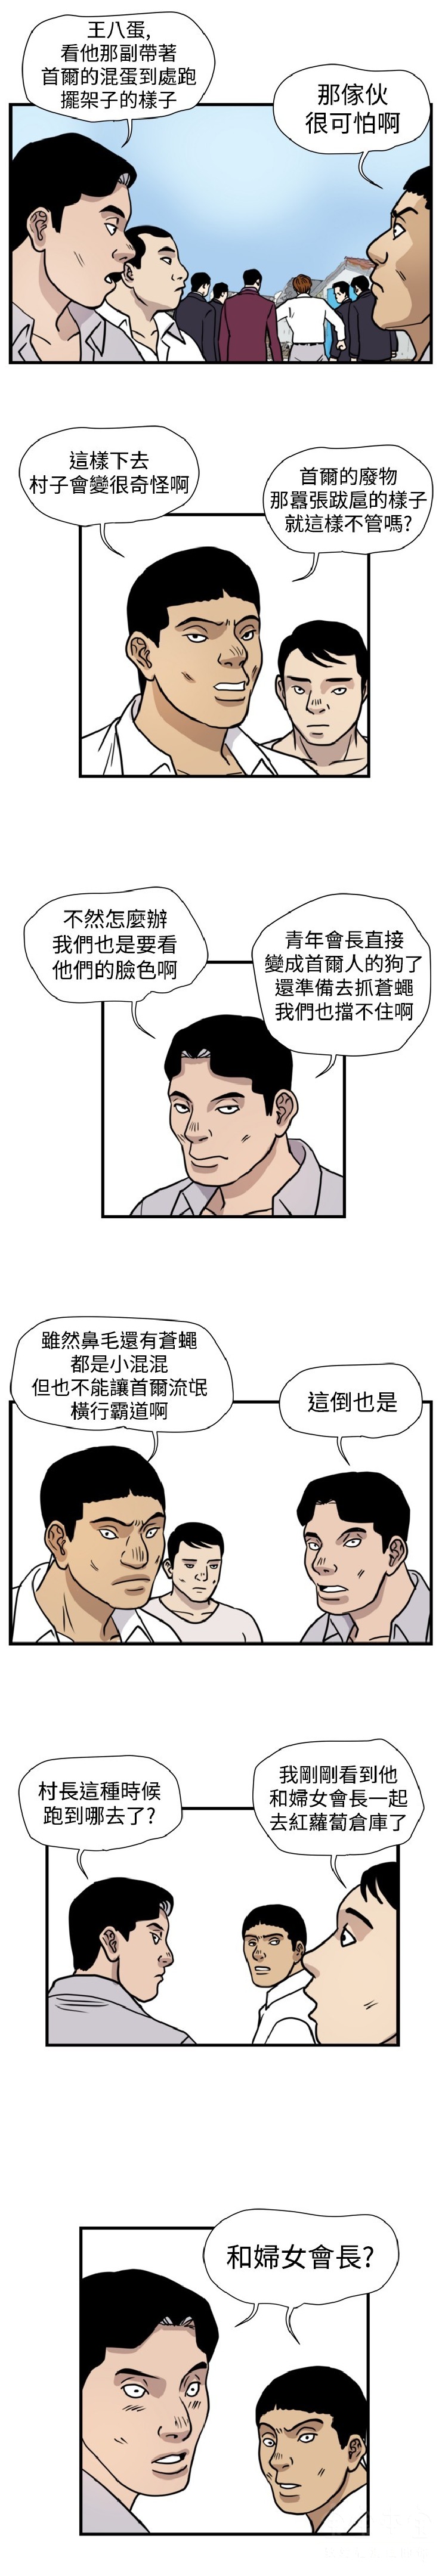 王八蛋,
看他那副帶著
首爾的混蛋到處跑
擺架子的樣子
那傢伙
很可怕啊
這樣下去
村子會變很奇怪啊
首爾的廢物
那囂張跋扈的樣子
就這樣不管嗎?
不然怎麼辦
我們也是要看
他們的臉色啊
青年會長直接
變成首爾人的狗了
還準備去抓蒼蠅
我們也擋不住啊
雖然鼻毛還有蒼蠅
都是小混混
但也不能讓首爾流氓
橫行霸道啊
這倒也是
村長這種時候
跑到哪去了?
我剛剛看到他
和婦女會長一起
去紅蘿蔔倉庫了
和婦女會長?